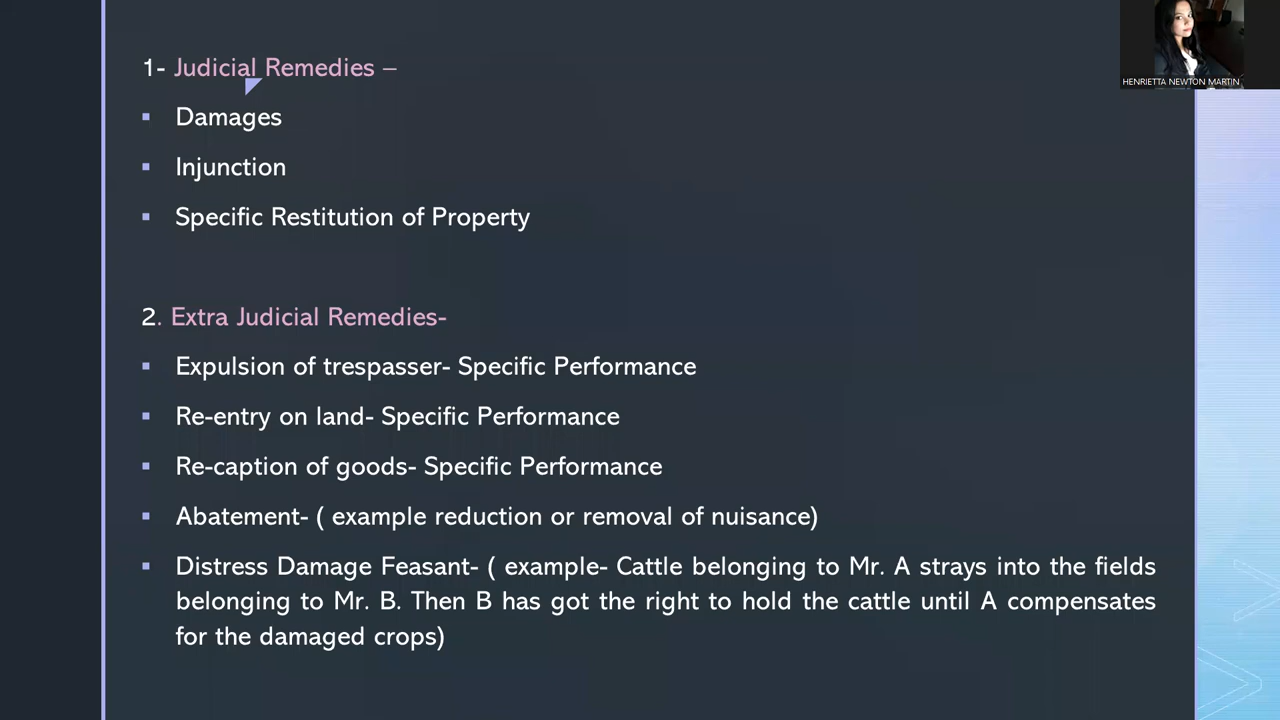 HENRIETTA NEWTON MARTIN
1- Judicial Remedies –
▪ Damages
▪ Injunction
▪ Specific Restitution of Property
2. Extra Judicial Remedies-
▪ Expulsion of trespasser- Specific Performance
▪ Re-entry on land- Specific Performance
▪ Re-caption of goods- Specific Performance
▪ Abatement- ( example reduction or removal of nuisance)
▪ Distress Damage Feasant- ( example- Cattle belonging to Mr. A strays into the fields
belonging to Mr. B. Then B has got the right to hold the cattle until A compensates
for the damaged crops)